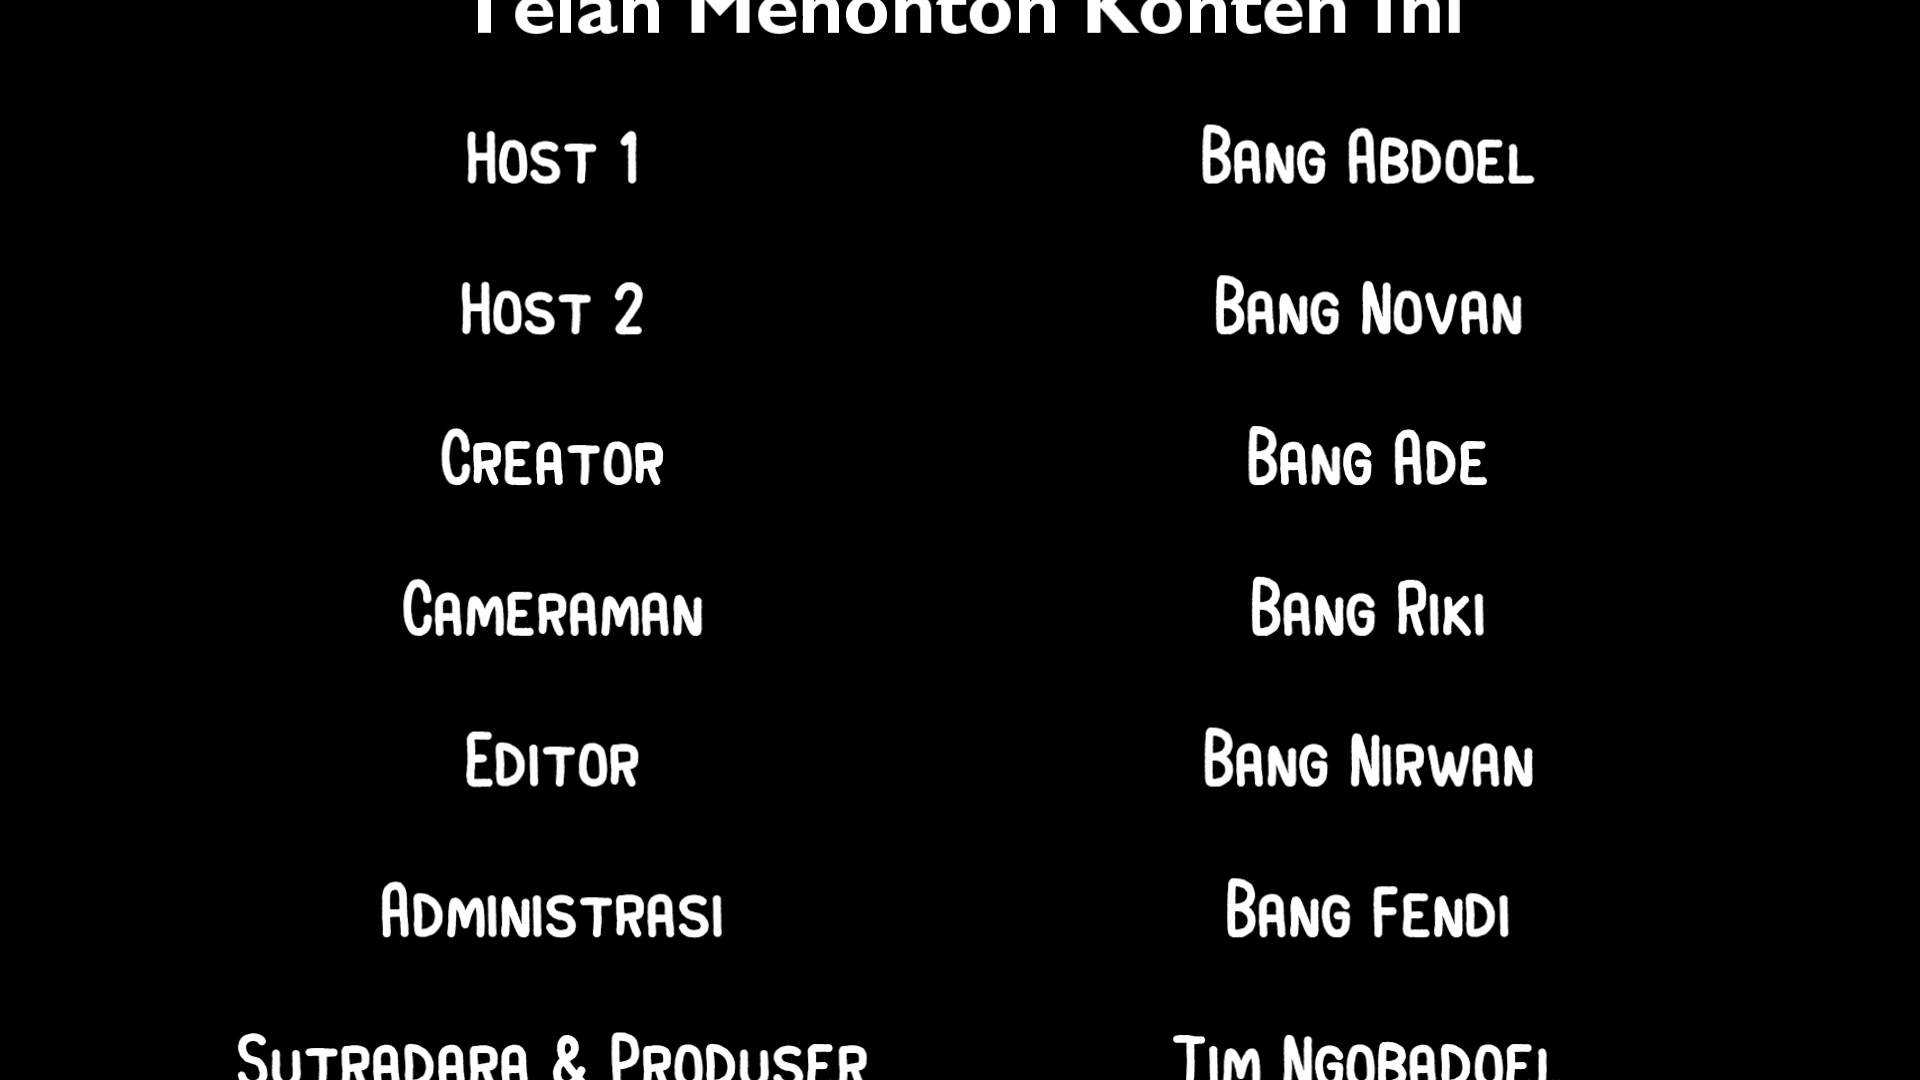 Telah Menonton Konten Ini
Host 1 Bang Abdoel
Host 2 Bang Novan
Creator Bang Ade
Cameraman Bang Riki
Editor Bang Nirwan
Administrasi Bang Fendi
Sutradara & Produser Tim Ngobadoel